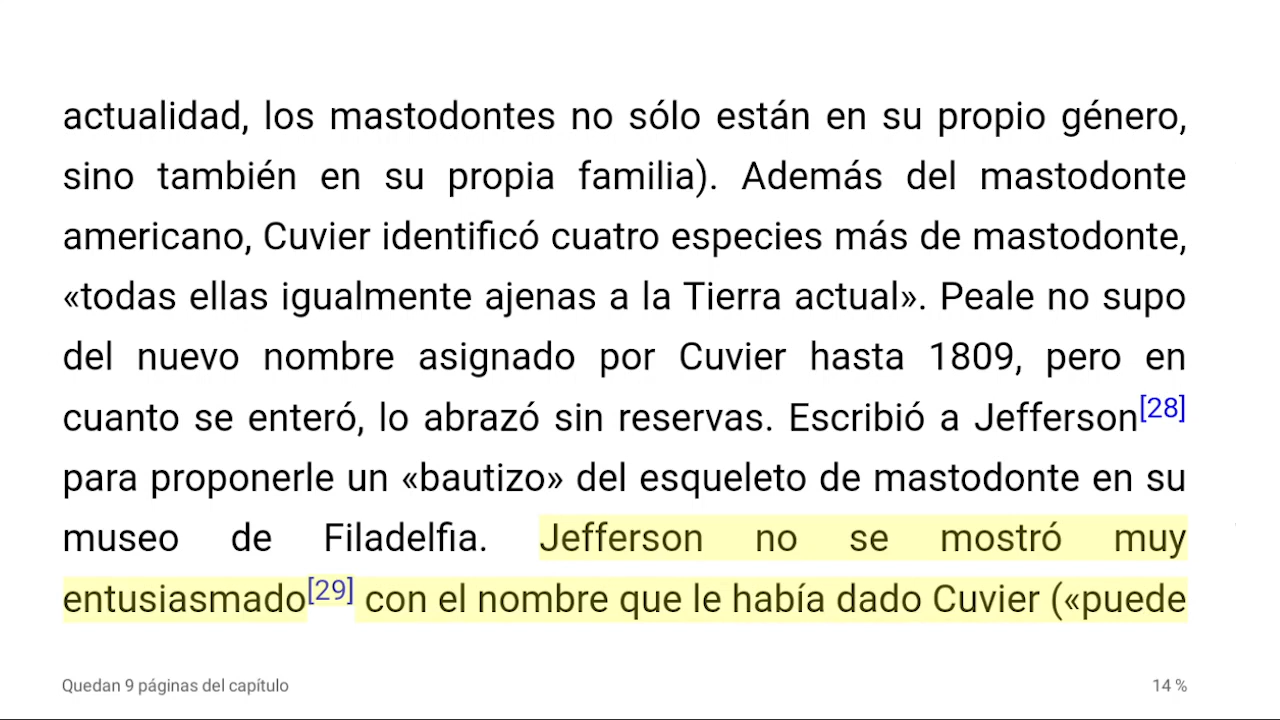 actualidad, los mastodontes no sólo están en su propio género,
sino también en su propia familia). Además del mastodonte
americano, Cuvier identificó cuatro especies más de mastodonte,
«todas ellas igualmente ajenas a la Tierra actual». Peale no supo
del nuevo nombre asignado por Cuvier hasta 1809, pero en
cuanto se enteró, lo abrazó sin reservas. Escribió a Jefferson[28]
para proponerle un «bautizo» del esqueleto de mastodonte en su
museo de Filadelfia. Jefferson no se mostró muy
entusiasmado[29] con el nombre que le había dado Cuvier («puede
Quedan 9 páginas del capítulo
14 %